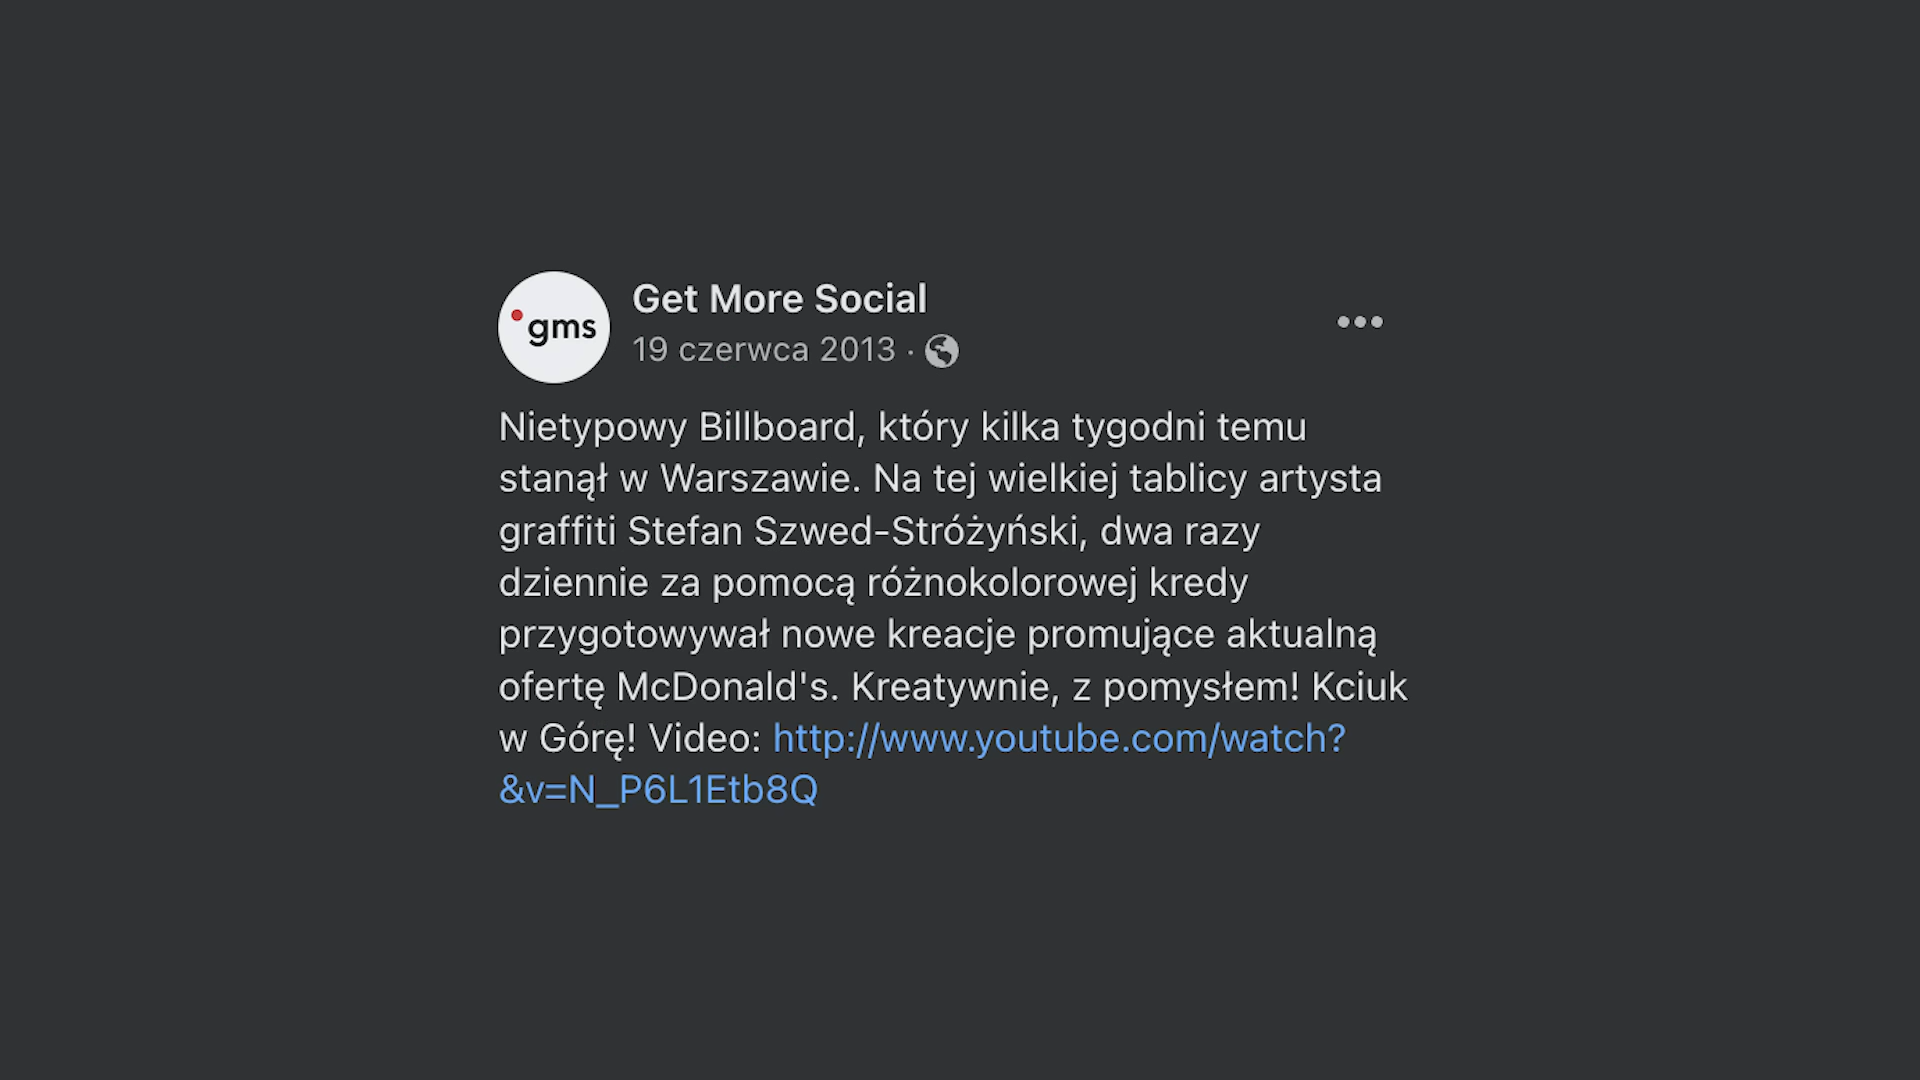 gms
Get More Social
19 czerwca 2013 ·
Nietypowy Billboard, który kilka tygodni temu
stanął w Warszawie. Na tej wielkiej tablicy artysta
graffiti Stefan Szwed-Stróżyński, dwa razy
dziennie za pomocą różnokolorowej kredy
przygotowywał nowe kreacje promujące aktualną
ofertę McDonald's. Kreatywnie, z pomysłem! Kciuk
w Górę! Video: http://www.youtube.com/watch?
&v=N_P6L1Etb8Q